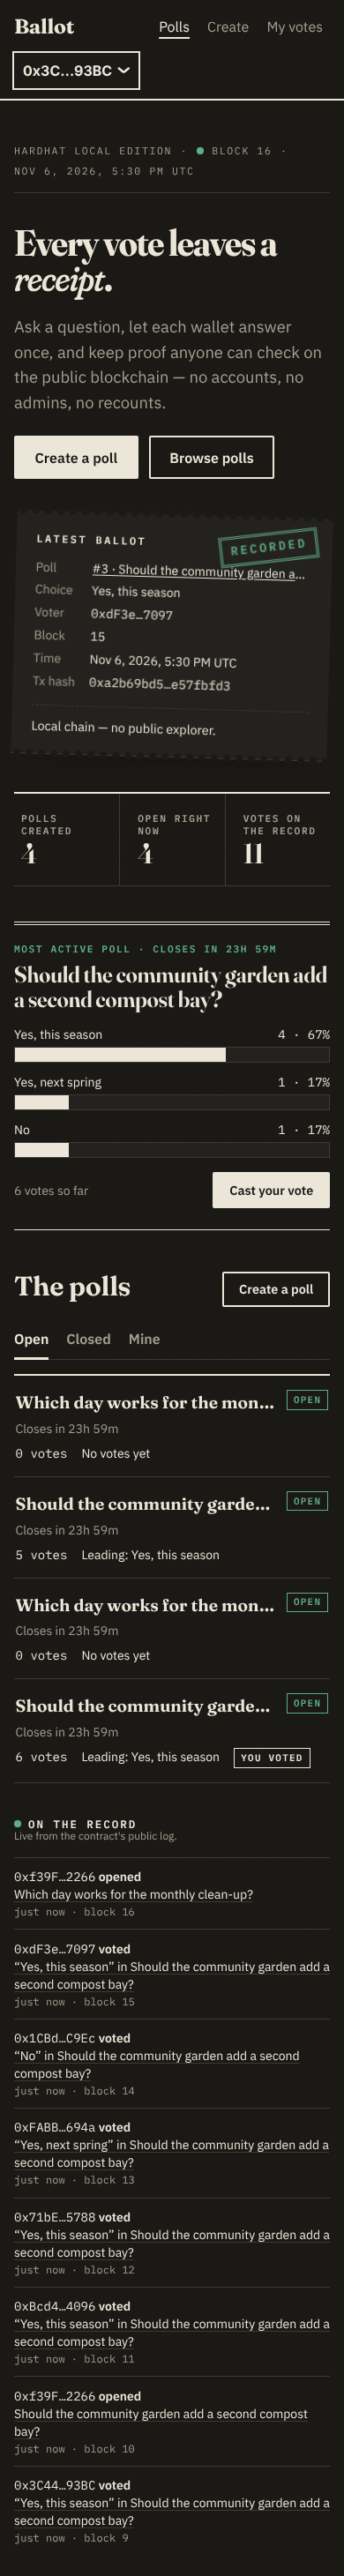 Ballot
Polls Create My votes
0x3C...93BC
HARDHAT LOCAL EDITION · BLOCK 16 ·
NOV 6, 2026, 5:30 PM UTC
Every vote leaves a
receipt.
Ask a question, let each wallet answer
once, and keep proof anyone can check on
the public blockchain — no accounts, no
admins, no recounts.
Create a poll
Browse polls
LATEST BALLOT
RECORDED
Poll #3 · Should the community garden a...
Choice Yes, this season
Voter 0xdF3e…7097
Block 15
Time Nov 6, 2026, 5:30 PM UTC
Tx hash 0xa2b69bd5…e57fbfd3
Local chain — no public explorer.
POLLS
CREATED
4
OPEN RIGHT
NOW
4
VOTES ON
THE RECORD
11
MOST ACTIVE POLL · CLOSES IN 23H 59M
Should the community garden add
a second compost bay?
Yes, this season 4 · 67%
Yes, next spring 1 · 17%
No 1 · 17%
6 votes so far
Cast your vote
The polls
Create a poll
Open Closed Mine
Which day works for the mon... OPEN
Closes in 23h 59m
0 votes No votes yet
Should the community garde... OPEN
Closes in 23h 59m
5 votes Leading: Yes, this season
Which day works for the mon... OPEN
Closes in 23h 59m
0 votes No votes yet
Should the community garde... OPEN
Closes in 23h 59m
6 votes Leading: Yes, this season YOU VOTED
ON THE RECORD
Live from the contract's public log.
0xf39F…2266 opened
Which day works for the monthly clean-up?
just now · block 16
0xdF3e…7097 voted
“Yes, this season” in Should the community garden add a
second compost bay?
just now · block 15
0x1CBd…C9Ec voted
“No” in Should the community garden add a second
compost bay?
just now · block 14
0xFABB…694a voted
“Yes, next spring” in Should the community garden add a
second compost bay?
just now · block 13
0x71bE…5788 voted
“Yes, this season” in Should the community garden add a
second compost bay?
just now · block 12
0xBcd4…4096 voted
“Yes, this season” in Should the community garden add a
second compost bay?
just now · block 11
0xf39F…2266 opened
Should the community garden add a second compost
bay?
just now · block 10
0x3C44…93BC voted
“Yes, this season” in Should the community garden add a
second compost bay?
just now · block 9